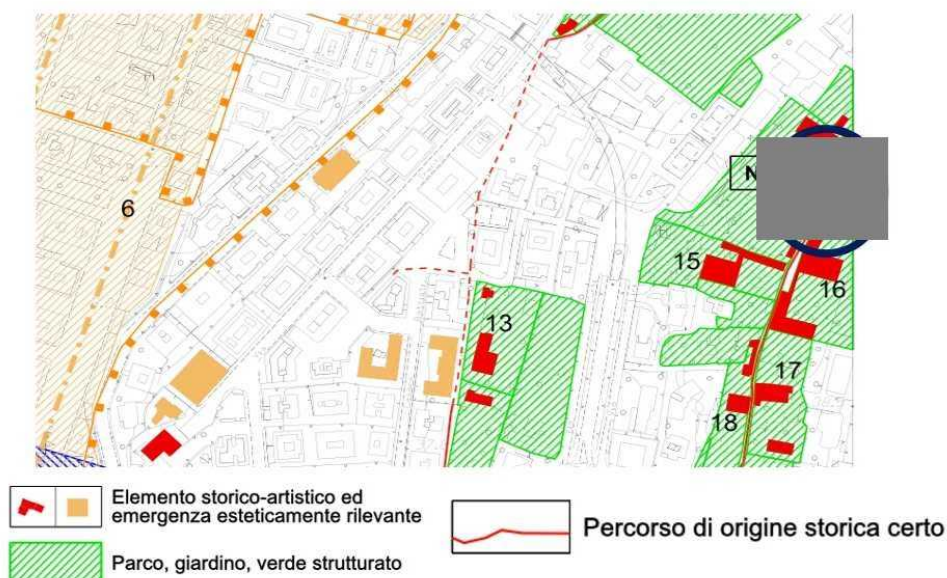 6
N
15
16
13
17
18
Elemento storico-artistico ed
emergenza esteticamente rilevante
Percorso di origine storica certo
Parco, giardino, verde strutturato